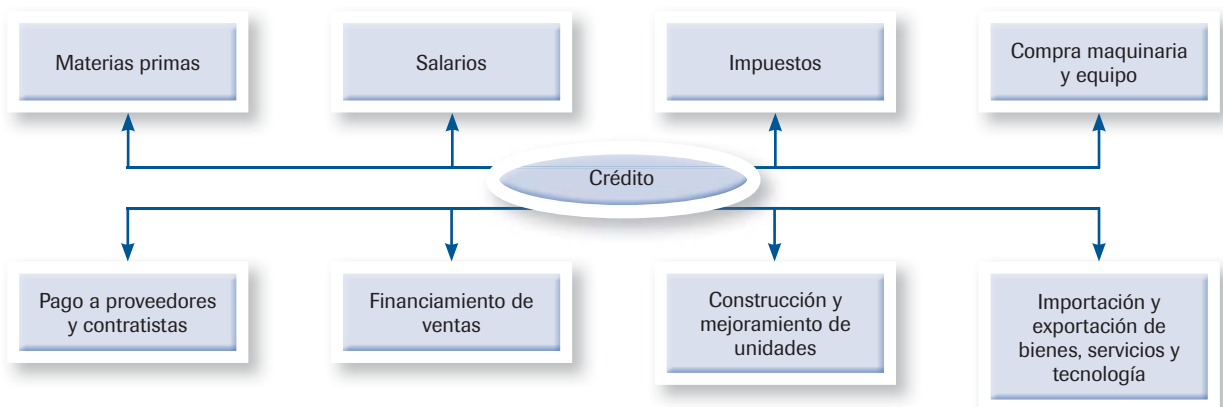 Materias primas
Salarios
Impuestos
Compra maquinaria
y equipo
Crédito
Pago a proveedores
y contratistas
Financiamiento de
ventas
Construcción y
mejoramiento de
unidades
Importación y
exportación de
bienes, servicios y
tecnología